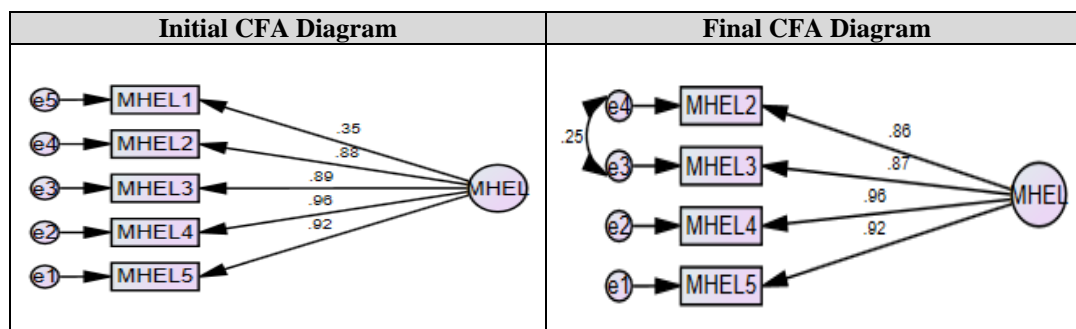 Initial CFA Diagram
Final CFA Diagram
e5 MHEL1
e4 MHEL2
e3 MHEL3
e2 MHEL4
e1 MHEL5
.35
.88
.89
.96
.92
MHEL
e4 MHEL2
e3 MHEL3
e2 MHEL4
e1 MHEL5
.25
.86
.87
.96
.92
MHEL